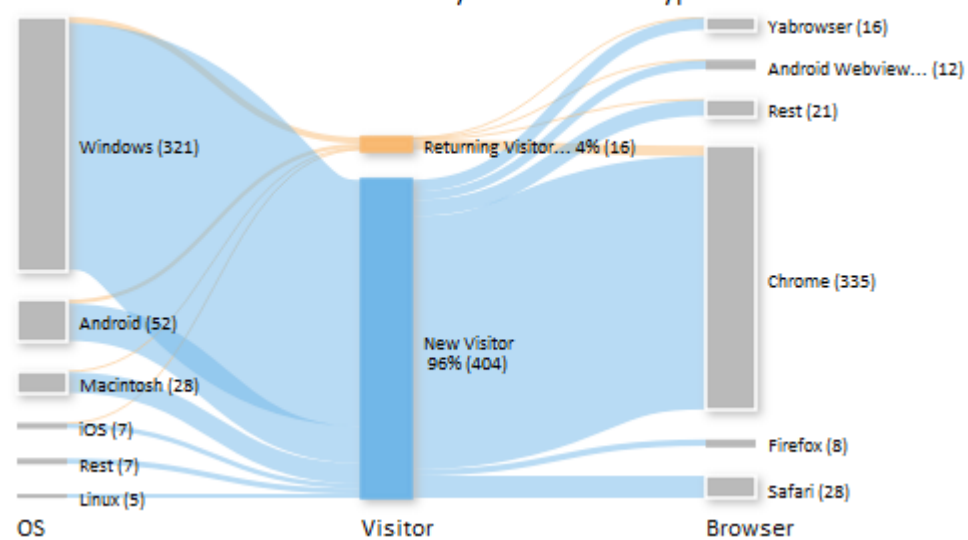 Yabrowser (16)
Android Webview... (12)
Rest (21)
Windows (321)
Returning Visitor... 4% (16)
Chrome (335)
Android (52)
New Visitor
96% (404)
Macintosh (28)
iOS (7)
Firefox (8)
Rest (7)
Safari (28)
Linux (5)
OS
Visitor
Browser